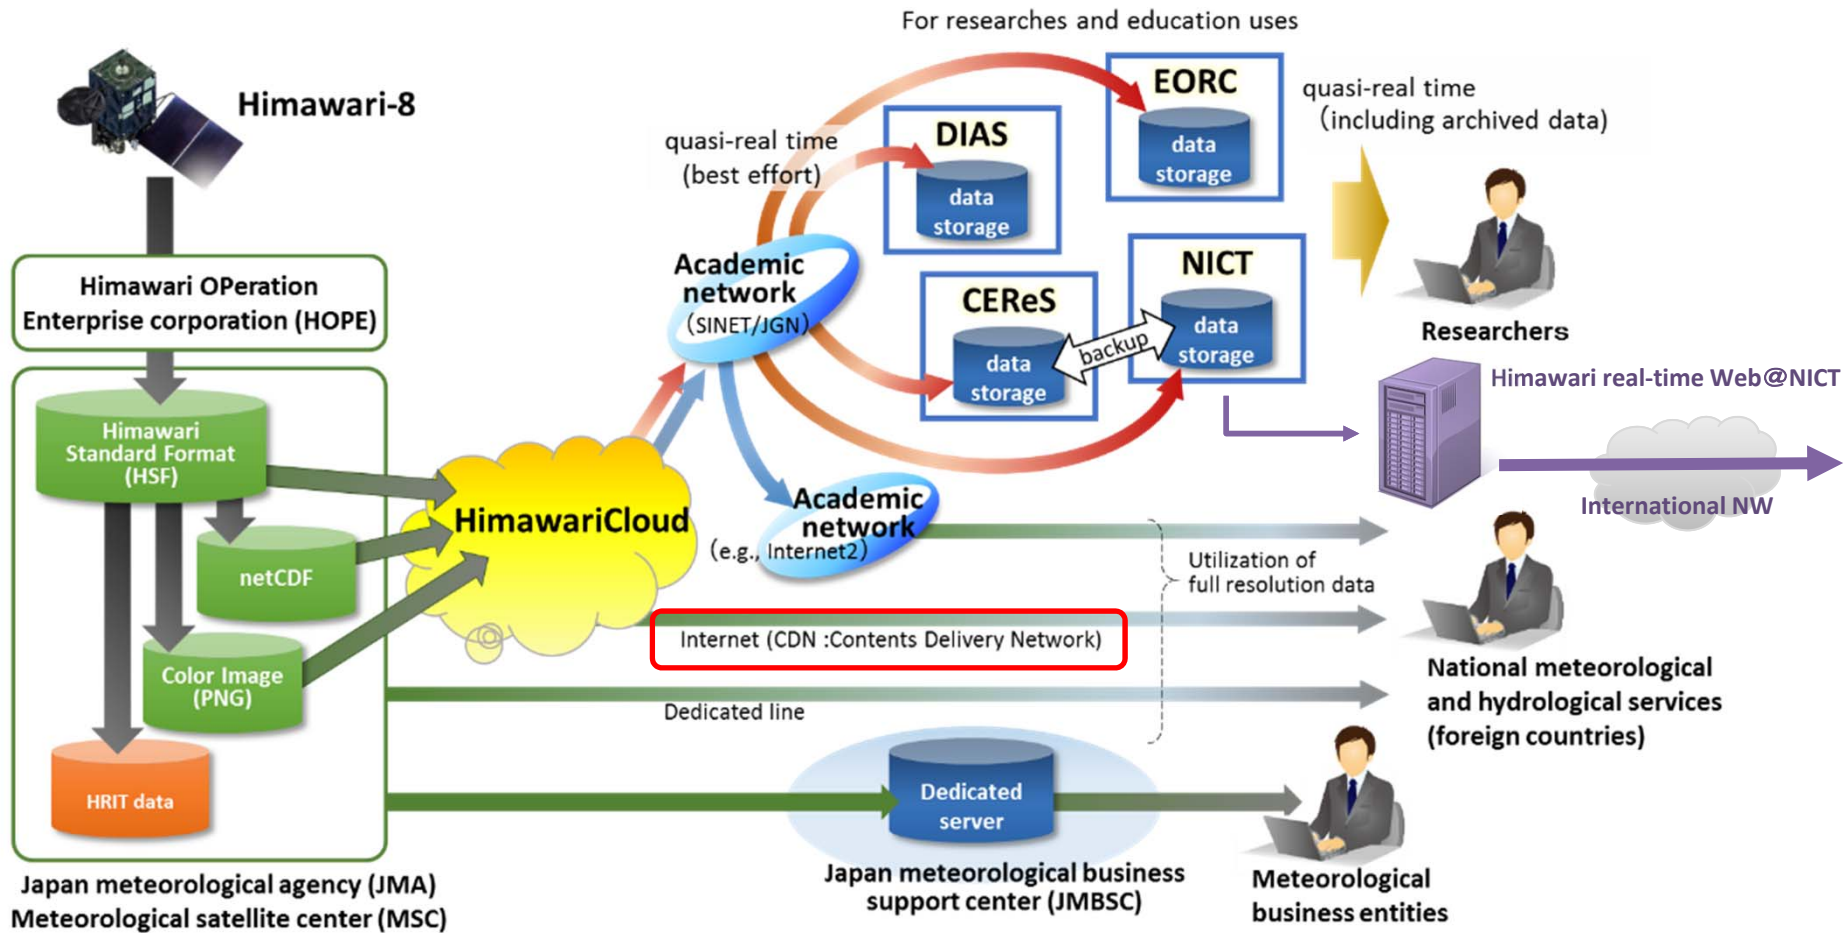 For researches and education uses
Himawari-8
EORC
data
storage
quasi-real time
(including archived data)
DIAS
data
storage
quasi-real time
(best effort)
Academic
network
(SINET/JGN)
NICT
data
storage
CEReS
data
storage
backup
Researchers
Himawari OPeration
Enterprise corporation (HOPE)
Himawari real-time Web@NICT
International NW
Himawari
Standard Format
(HSF)
HimawariCloud
Academic
network
(e.g., Internet2)
netCDF
Utilization of
full resolution data
Internet (CDN :Contents Delivery Network)
Color Image
(PNG)
Dedicated line
National meteorological
and hydrological services
(foreign countries)
HRIT data
Dedicated
server
Japan meteorological agency (JMA)
Meteorological satellite center (MSC)
Japan meteorological business
support center (JMBSC)
Meteorological
business entities